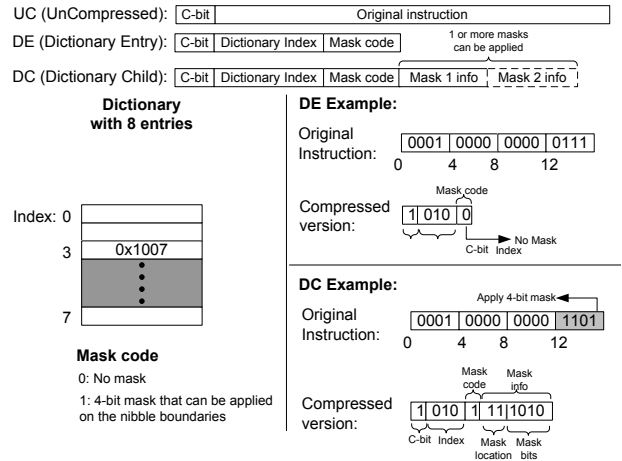 UC (UnCompressed): C-bit Original instruction
DE (Dictionary Entry): C-bit Dictionary Index Mask code
1 or more masks
can be applied
DC (Dictionary Child): C-bit Dictionary Index Mask code Mask 1 info Mask 2 info
Dictionary
with 8 entries
Index: 0
3 0x1007
7
Mask code
0: No mask
1: 4-bit mask that can be applied
on the nibble boundaries
DE Example:
Original
Instruction:
0001 0000 0000 0111
0 4 8 12
Mask code
Compressed
version:
1 010 0
No Mask
C-bit Index
DC Example:
Apply 4-bit mask
Original
Instruction:
0001 0000 0000 1101
0 4 8 12
Mask
code
Mask
info
Compressed
version:
1 010 1 11 1010
C-bit Index
Mask
location
Mask
bits